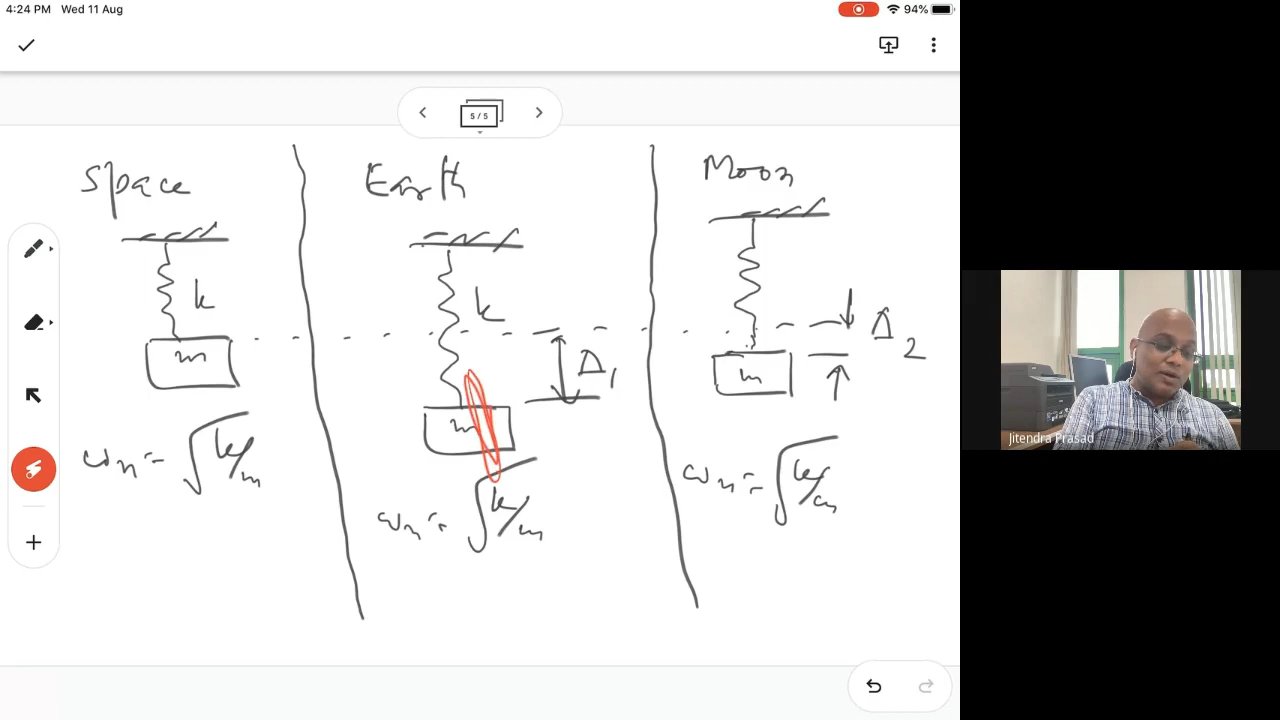 4:24 PM Wed 11 Aug
94%
5 / 5
Space
Earth
Moon
k
k
m
m
m
Δ1
Δ2
ωn = √k/m
ωn = √k/m
ωn = √k/m
Jitendra Prasad